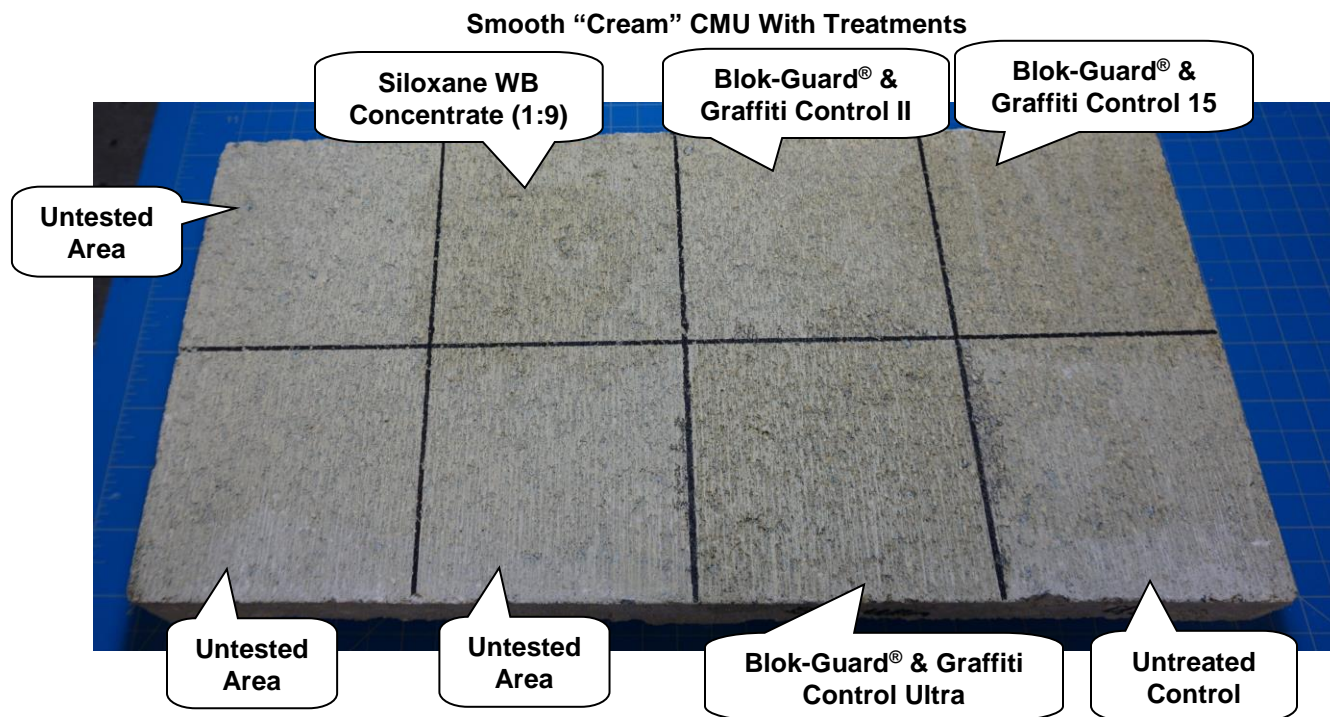 Smooth “Cream” CMU With Treatments
Siloxane WB
Concentrate (1:9)
Blok-Guard® &
Graffiti Control II
Blok-Guard® &
Graffiti Control 15
Untested
Area
Untested
Area
Untested
Area
Blok-Guard® & Graffiti
Control Ultra
Untreated
Control